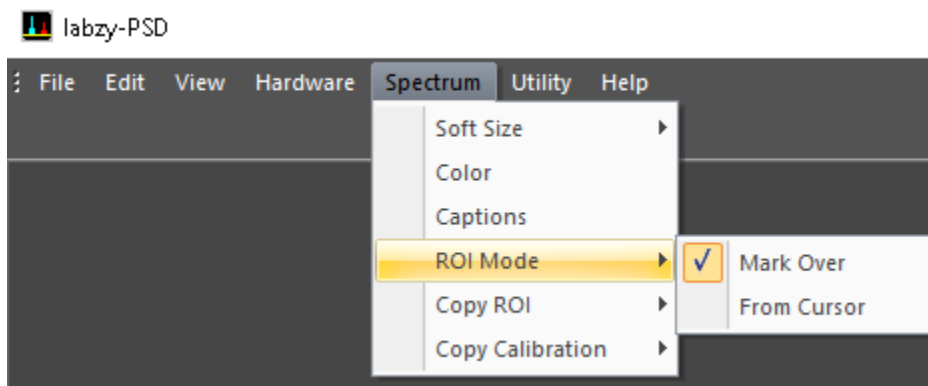 labzy-PSD
File Edit View Hardware Spectrum Utility Help
Soft Size
Color
Captions
ROI Mode
Mark Over
From Cursor
Copy ROI
Copy Calibration